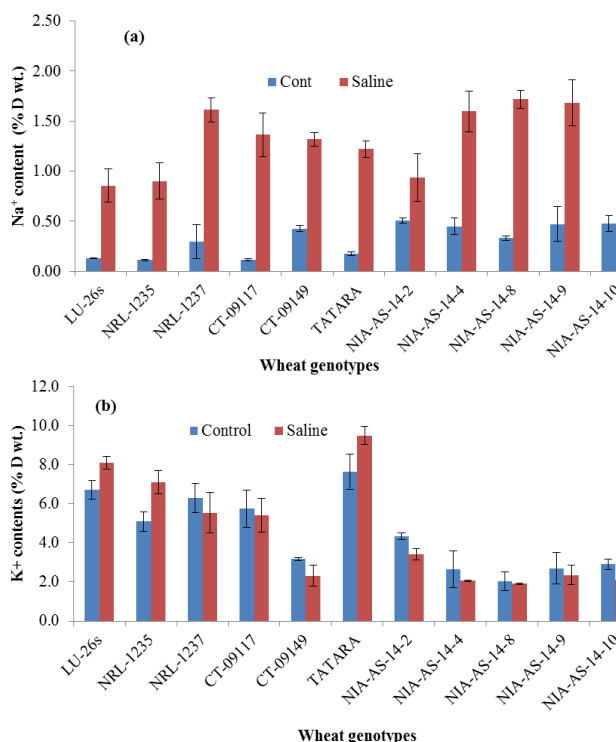 (a)
Cont Saline
Na⁺ content (% D wt.)
2.50
2.00
1.50
1.00
0.50
0.00
LU-26s
NRL-1235
NRL-1237
CT-09117
CT-09149
TATARA
NIA-AS-14-2
NIA-AS-14-4
NIA-AS-14-8
NIA-AS-14-9
NIA-AS-14-10
Wheat genotypes
(b)
Control Saline
K+ contents (% D wt.)
12.0
10.0
8.0
6.0
4.0
2.0
0.0
LU-26s
NRL-1235
NRL-1237
CT-09117
CT-09149
TATARA
NIA-AS-14-2
NIA-AS-14-4
NIA-AS-14-8
NIA-AS-14-9
NIA-AS-14-10
Wheat genotypes